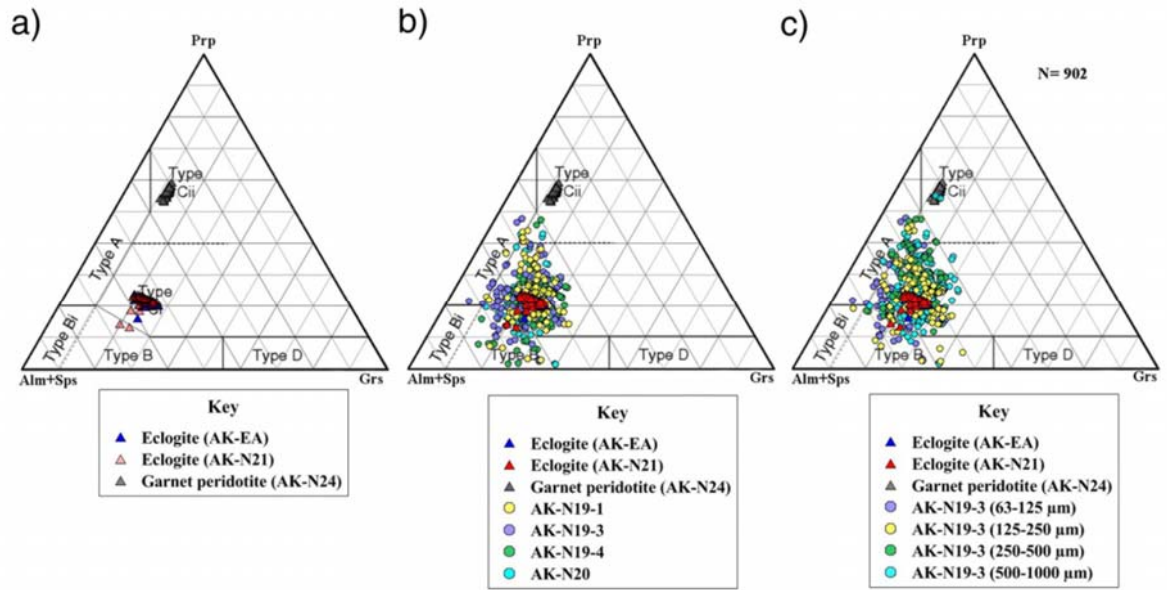 a)
Prp
Type
Cii
Type A
Type
Type Bi
Type B
Type D
Alm+Sps
Grs
Key
Eclogite (AK-EA)
Eclogite (AK-N21)
Garnet peridotite (AK-N24)
b)
Prp
Type
Cii
Type A
Type Bi
Type B
Type D
Alm+Sps
Grs
Key
Eclogite (AK-EA)
Eclogite (AK-N21)
Garnet peridotite (AK-N24)
AK-N19-1
AK-N19-3
AK-N19-4
AK-N20
c)
Prp
N= 902
Type
Cii
Type A
Type Bi
Type B
Type D
Alm+Sps
Grs
Key
Eclogite (AK-EA)
Eclogite (AK-N21)
Garnet peridotite (AK-N24)
AK-N19-3 (63-125 µm)
AK-N19-3 (125-250 µm)
AK-N19-3 (250-500 µm)
AK-N19-3 (500-1000 µm)